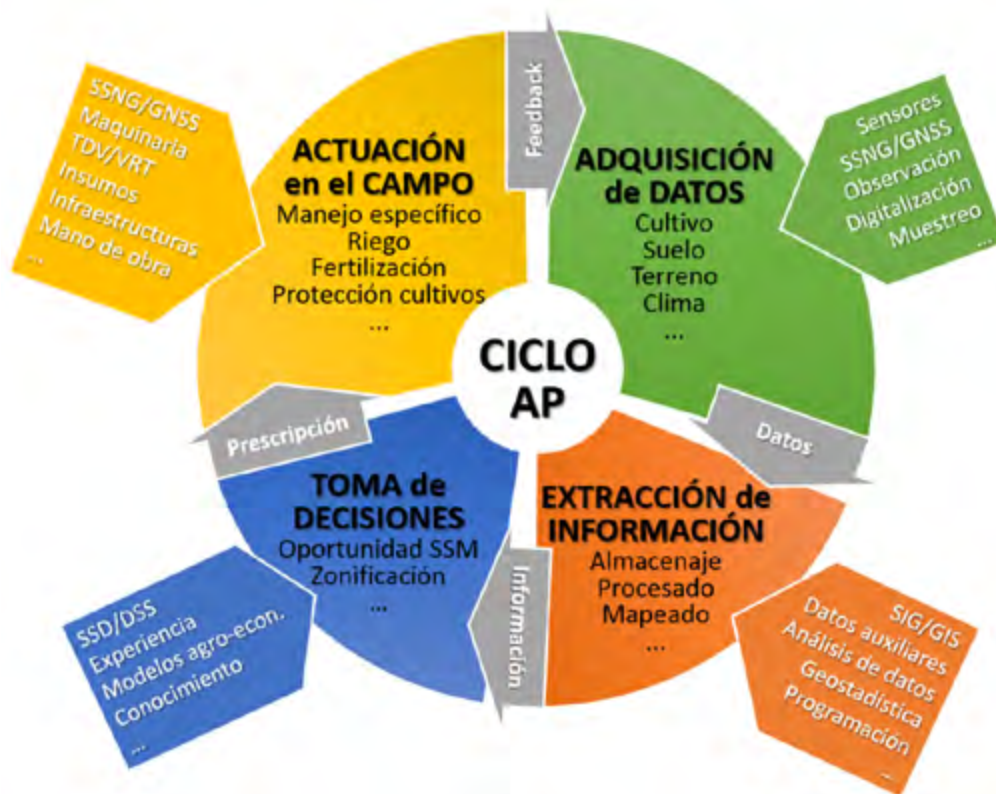 SSNG/GNSS
Maquinaria
TDV/VRT
Insumos
Infraestructuras
Mano de obra
...
ACTUACIÓN
en el CAMPO
Manejo específico
Riego
Fertilización
Protección cultivos
...
Feedback
ADQUISICIÓN
de DATOS
Cultivo
Suelo
Terreno
Clima
...
Sensores
SSNG/GNSS
Observación
Digitalización
Muestreo
...
CICLO
AP
Prescripción
Datos
TOMA de
DECISIONES
Oportunidad SSM
Zonificación
...
Información
EXTRACCIÓN de
INFORMACIÓN
Almacenaje
Procesado
Mapeado
...
SSD/DSS
Experiencia
Modelos agro-econ.
Conocimiento
...
SIG/GIS
Datos auxiliares
Análisis de datos
Geostadística
Programación
...